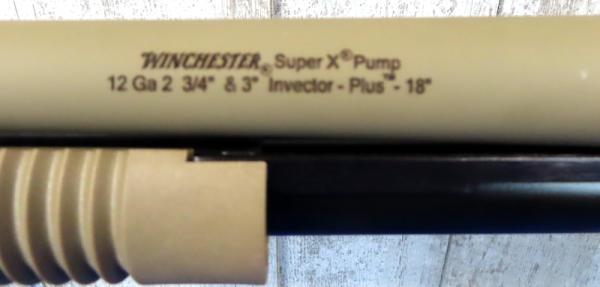 WINCHESTER® Super X® Pump
12 Ga 2 3/4" & 3" Invector - Plus™ - 18"